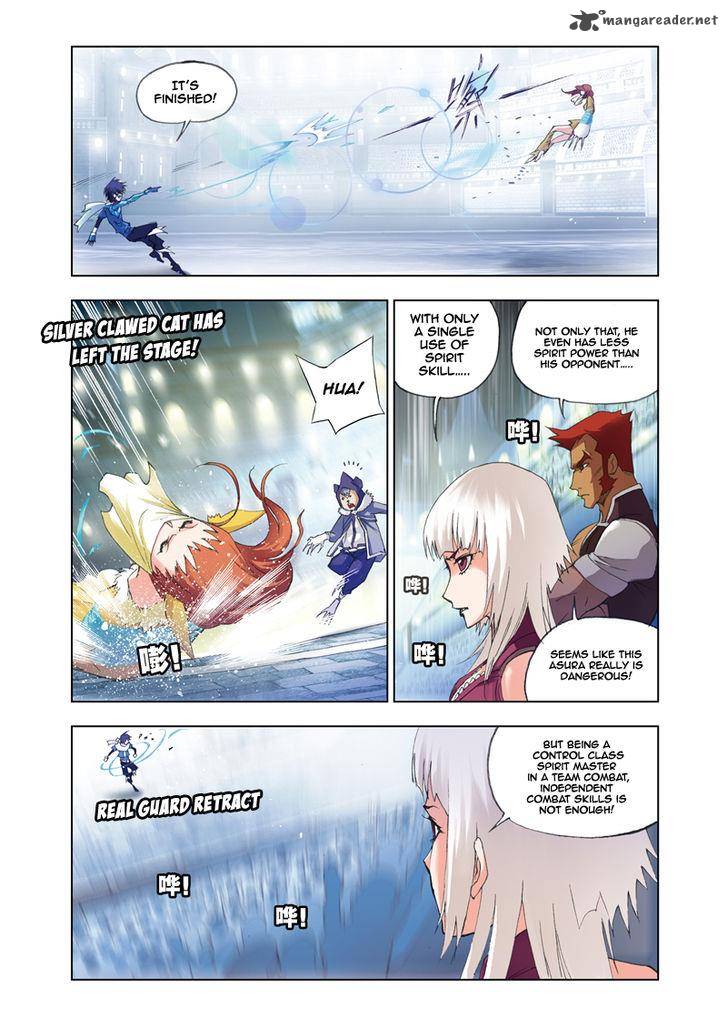 mangareader.net
IT'S
FINISHED!
SILVER CLAWED CAT HAS
LEFT THE STAGE!
HUA!
嘭!
WITH ONLY
A SINGLE
USE OF
SPIRIT
SKILL.....
NOT ONLY THAT, HE
EVEN HAS LESS
SPIRIT POWER THAN
HIS OPPONENT.....
哗!
哗!
哗!
SEEMS LIKE THIS
ASURA REALLY IS
DANGEROUS!
REAL GUARD RETRACT
BUT BEING A
CONTROL CLASS
SPIRIT MASTER
IN A TEAM COMBAT,
INDEPENDENT
COMBAT SKILLS IS
NOT ENOUGH!
哗!
哗!